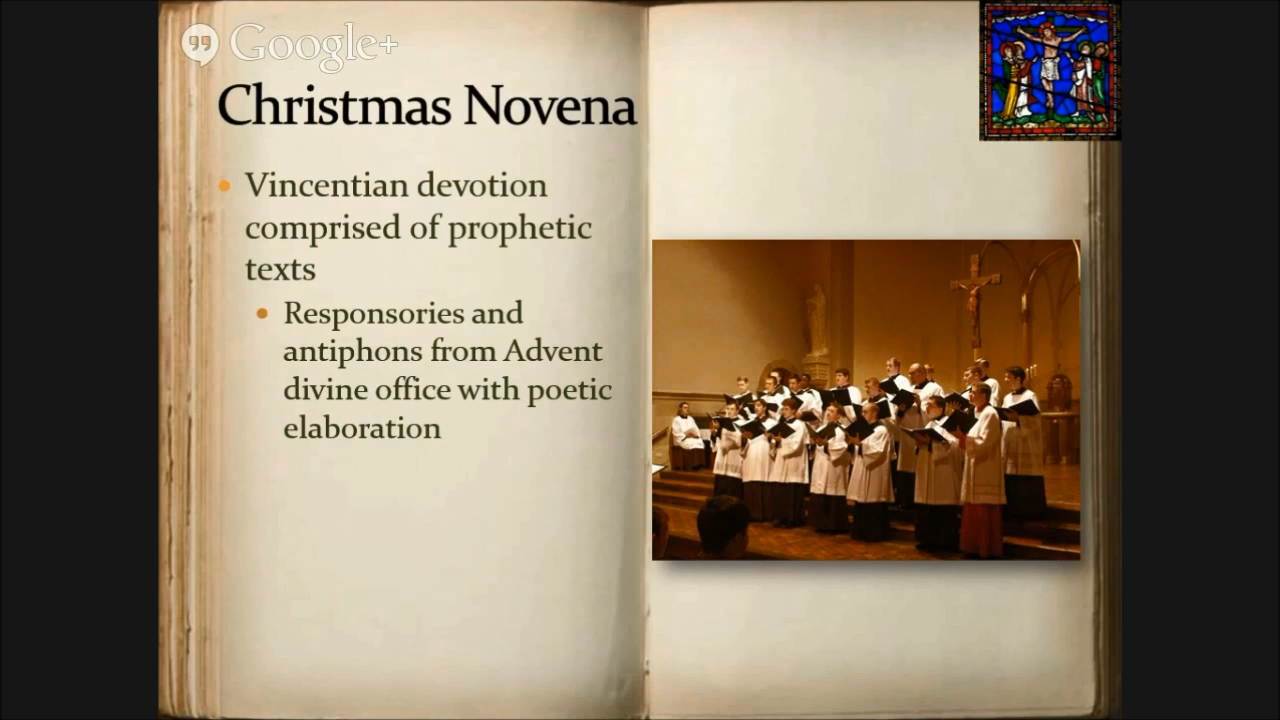 Google+
Christmas Novena
Vincentian devotion
comprised of prophetic
texts
Responsories and
antiphons from Advent
divine office with poetic
elaboration